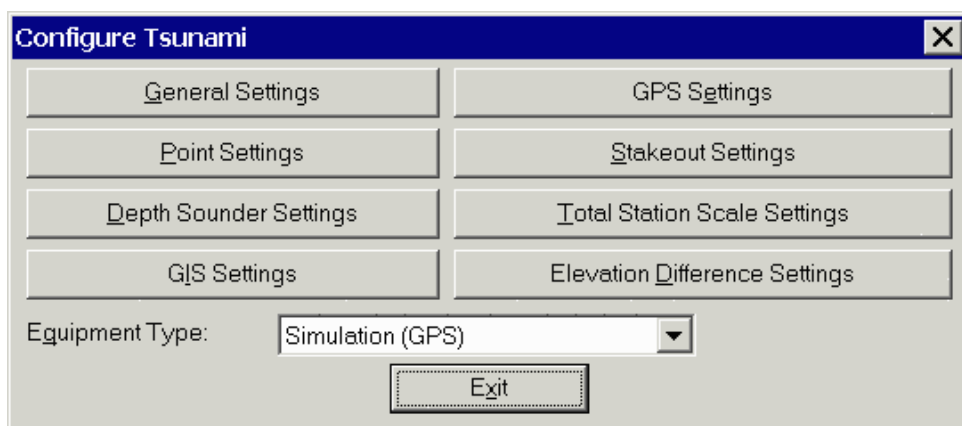 Configure Tsunami
General Settings
GPS Settings
Point Settings
Stakeout Settings
Depth Sounder Settings
Total Station Scale Settings
GIS Settings
Elevation Difference Settings
Equipment Type:
Simulation (GPS)
Exit